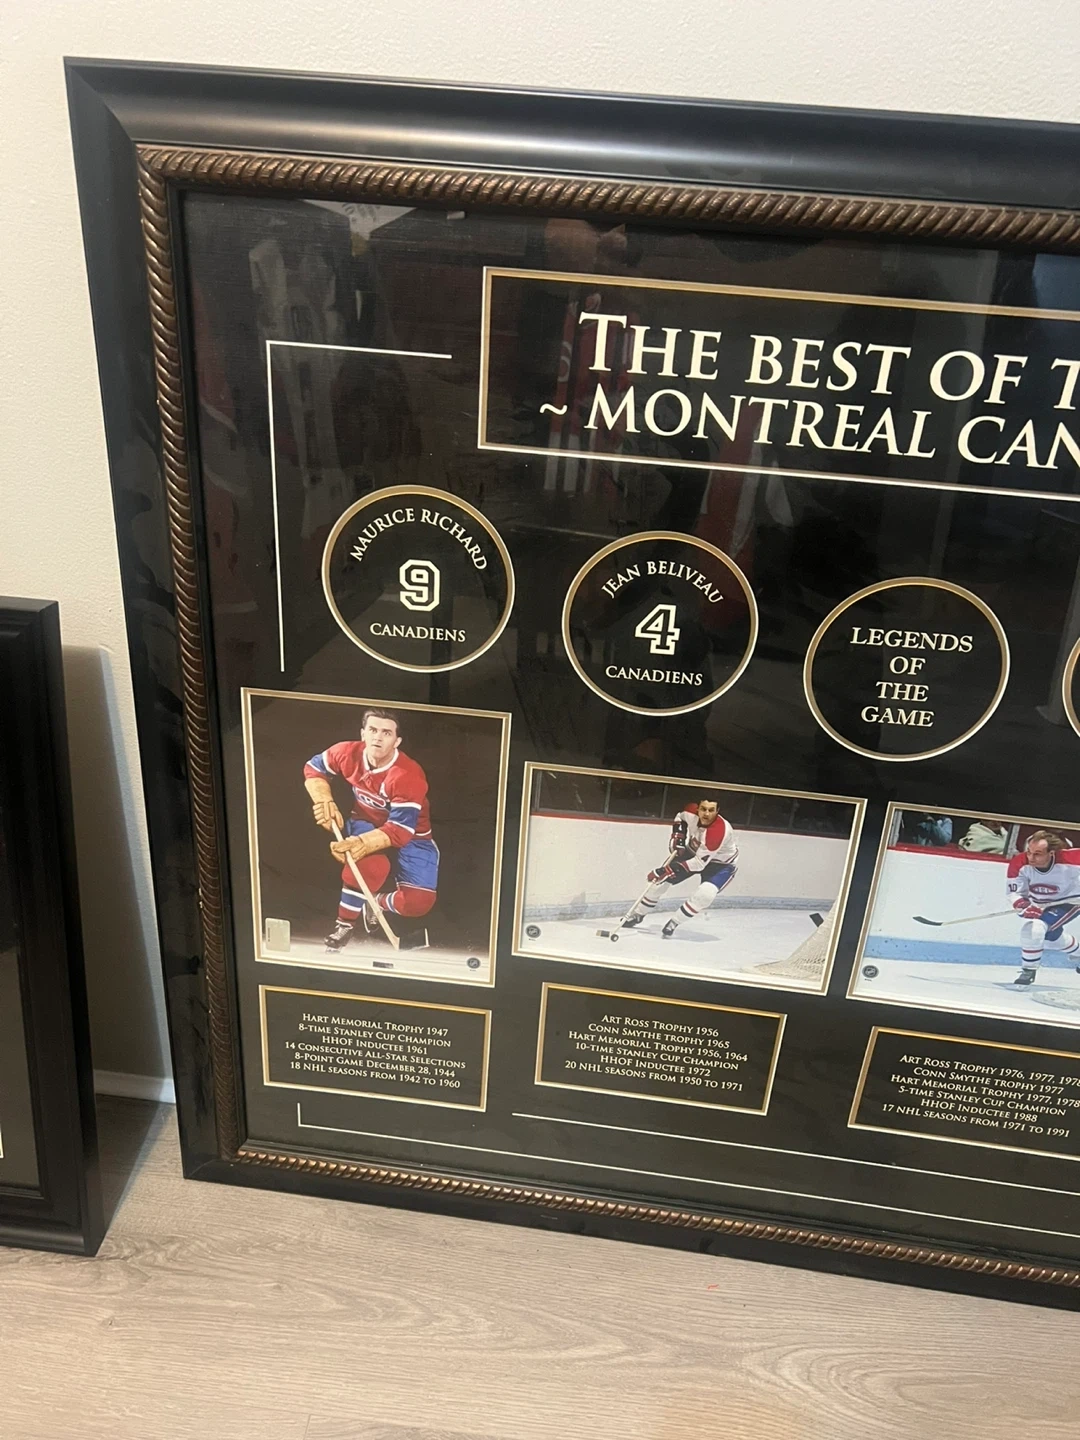 THE BEST OF T
~ MONTREAL CAN
MAURICE RICHARD
9
CANADIENS
JEAN BELIVEAU
4
CANADIENS
LEGENDS
OF
THE
GAME
HART MEMORIAL TROPHY 1947
8-TIME STANLEY CUP CHAMPION
HHOF INDUCTEE 1961
14 CONSECUTIVE ALL-STAR SELECTIONS
8-POINT GAME DECEMBER 28, 1944
18 NHL SEASONS FROM 1942 TO 1960
ART ROSS TROPHY 1956
CONN SMYTHE TROPHY 1965
HART MEMORIAL TROPHY 1956, 1964
10-TIME STANLEY CUP CHAMPION
HHOF INDUCTEE 1972
20 NHL SEASONS FROM 1950 TO 1971
ART ROSS TROPHY 1976, 1977, 1978
CONN SMYTHE TROPHY 1977
HART MEMORIAL TROPHY 1977, 1978
5-TIME STANLEY CUP CHAMPION
HHOF INDUCTEE 1988
17 NHL SEASONS FROM 1971 TO 1991